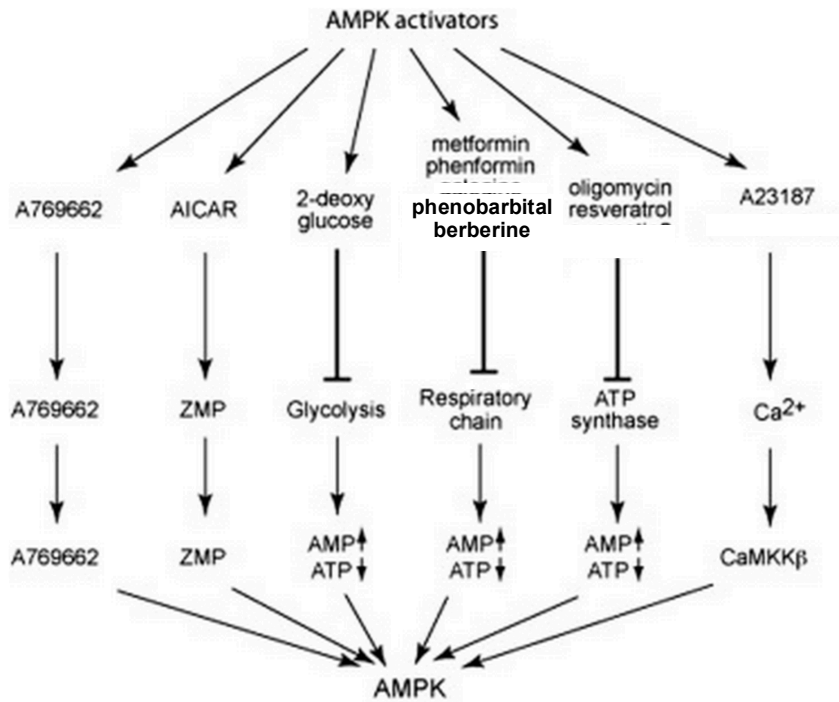 AMPK activators
A769662
AICAR
2-deoxy
glucose
metformin
phenformin
phenobarbital
berberine
oligomycin
resveratrol
A23187
A769662
ZMP
Glycolysis
Respiratory
chain
ATP
synthase
Ca2+
A769662
ZMP
AMP
ATP
AMP
ATP
AMP
ATP
CaMKKβ
AMPK